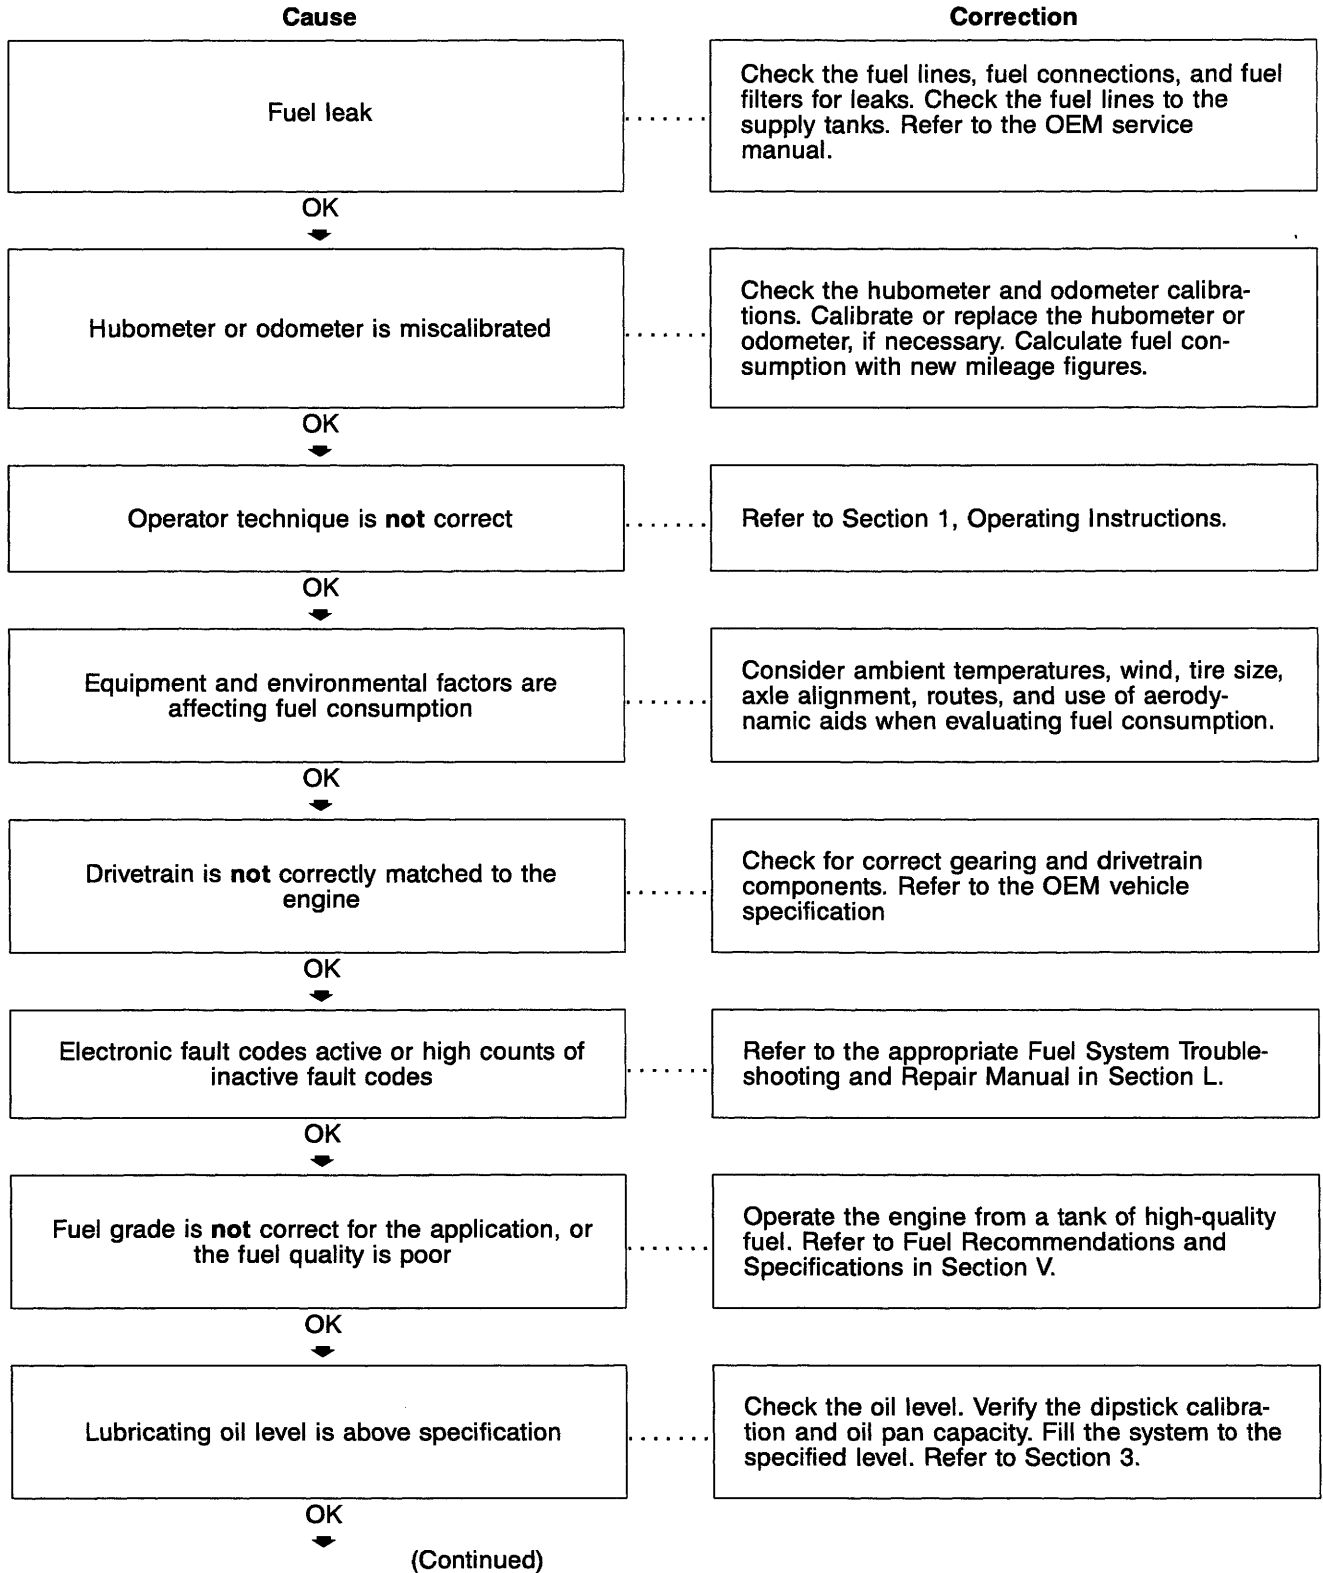 Cause
Correction
Fuel leak
. . . . . . .
Check the fuel lines, fuel connections, and fuel
filters for leaks. Check the fuel lines to the
supply tanks. Refer to the OEM service
manual.
OK
Hubometer or odometer is miscalibrated
. . . . . . .
Check the hubometer and odometer calibra-
tions. Calibrate or replace the hubometer or
odometer, if necessary. Calculate fuel con-
sumption with new mileage figures.
OK
Operator technique is not correct
. . . . . . .
Refer to Section 1, Operating Instructions.
OK
Equipment and environmental factors are
affecting fuel consumption
. . . . . . .
Consider ambient temperatures, wind, tire size,
axle alignment, routes, and use of aerody-
namic aids when evaluating fuel consumption.
OK
Drivetrain is not correctly matched to the
engine
. . . . . . .
Check for correct gearing and drivetrain
components. Refer to the OEM vehicle
specification
OK
Electronic fault codes active or high counts of
inactive fault codes
. . . . . . .
Refer to the appropriate Fuel System Trouble-
shooting and Repair Manual in Section L.
OK
Fuel grade is not correct for the application, or
the fuel quality is poor
. . . . . . .
Operate the engine from a tank of high-quality
fuel. Refer to Fuel Recommendations and
Specifications in Section V.
OK
Lubricating oil level is above specification
. . . . . . .
Check the oil level. Verify the dipstick calibra-
tion and oil pan capacity. Fill the system to the
specified level. Refer to Section 3.
OK
(Continued)